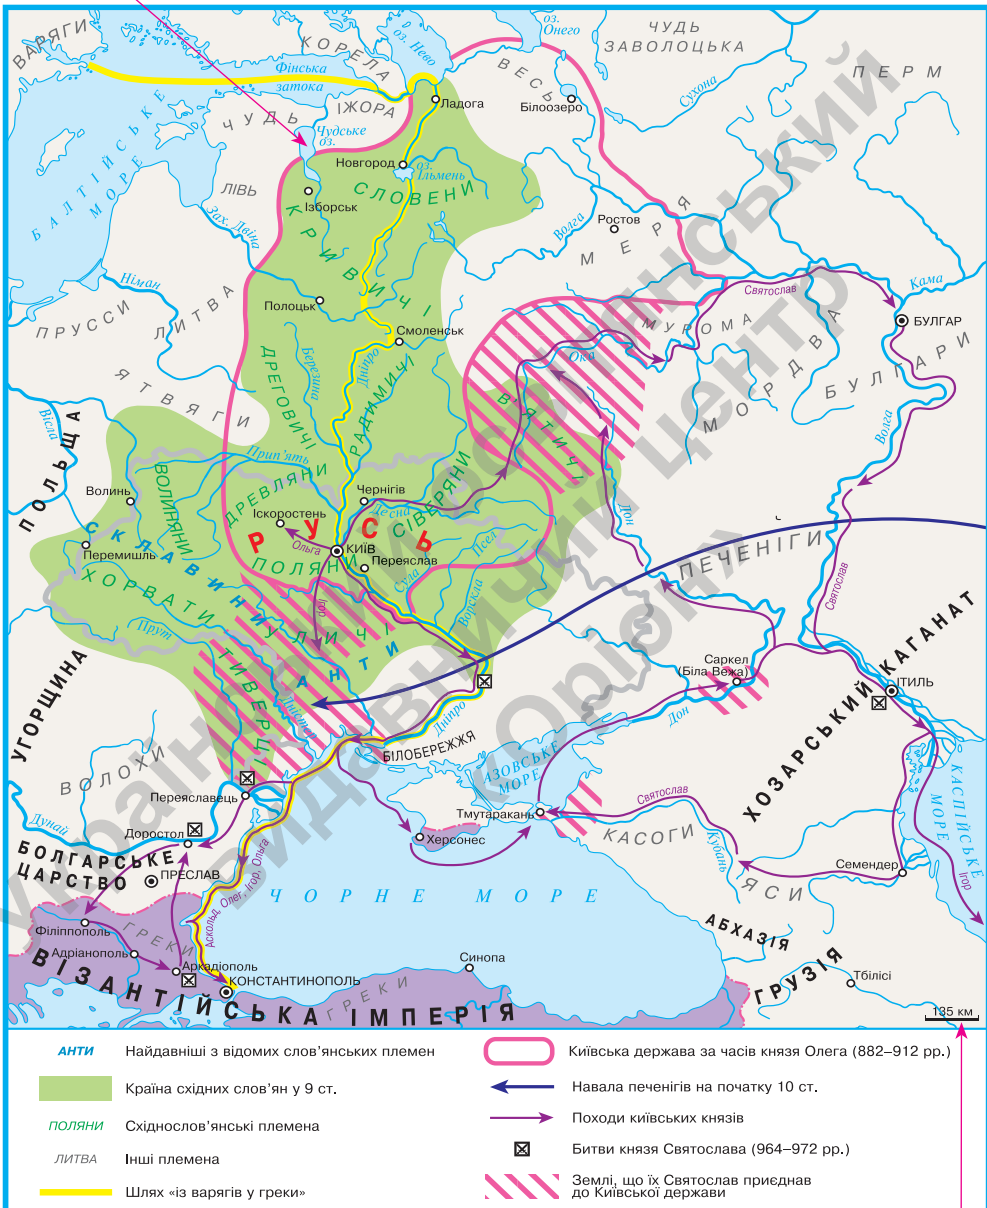 ВАРЯГИ
КОРЕЛА
оз. Нево
оз.
Онего
ЧУДЬ
ЗАВОЛОЦЬКА
Фінська
затока
ВЕСЬ
ПЕРМ
Сухона
Ладога
Білоозеро
ЧУДЬ
ІЖОРА
Чудське
оз.
БАЛТІЙСЬКЕ
МОРЕ
Новгород
оз.
Ільмень
СЛОВЕНИ
ЛІВЬ
Ізборськ
КРИВИЧІ
Зах. Двіна
Волга
Ростов
МЕРЯ
Німан
Святослав
Кама
ПРУССИ
ЛИТВА
Полоцьк
Смоленськ
МУРОМА
БУЛГАР
ЯТВЯГИ
Березина
Дніпро
Ока
МОРДВА
БУЛГАРИ
ДРЕГОВИЧІ
РАДИМИЧІ
ВЯТИЧІ
Волга
Вісла
ПОЛЬЩА
Прип'ять
Волинь
ВОЛИНЯНИ
ДРЕВЛЯНИ
Чернігів
Десна
СІВЕРЯНИ
Дон
Іскоростень
РУСЬ
СКЛАВИНИ
Перемишль
Ольга
КИЇВ
Псел
ПЕЧЕНІГИ
ПОЛЯНИ
Переяслав
ХОРВАТИ
Сула
Ігор
Ворскла
Святослав
Прут
УЛИЧІ
АНТИ
ТИВЕРЦІ
Дністер
УГОРЩИНА
Саркел
(Біла Вежа)
ІТИЛЬ
ХОЗАРСЬКИЙ КАГАНАТ
Дніпро
Дон
ВОЛОХИ
БІЛОБЕРЕЖЖЯ
АЗОВСЬКЕ
МОРЕ
КАСПІЙСЬКЕ
МОРЕ
Переяславець
Дунай
Доростол
Тмутаракань
Святослав
КАСОГИ
Херсонес
Кубань
БОЛГАРСЬКЕ
ЦАРСТВО
ПРЕСЛАВ
Семендер
Ігор
ЧОРНЕ МОРЕ
ЯСИ
Аскольд, Олег, Ігор, Ольга
Філіппополь
АБХАЗІЯ
ГРЕКИ
Адріанополь
Аркадіополь
Синопа
КОНСТАНТИНОПОЛЬ
ГРУЗІЯ
Тбілісі
ГРЕКИ
ВІЗАНТІЙСЬКА ІМПЕРІЯ
135 км
Український
видавничий центр
«Оріон»
АНТИ Найдавніші з відомих слов'янських племен
Країна східних слов'ян у 9 ст.
ПОЛЯНИ Східнослов'янські племена
ЛИТВА Інші племена
Шлях «із варягів у греки»
Київська держава за часів князя Олега (882–912 рр.)
Навала печенігів на початку 10 ст.
Походи київських князів
Битви князя Святослава (964–972 рр.)
Землі, що їх Святослав приєднав
до Київської держави